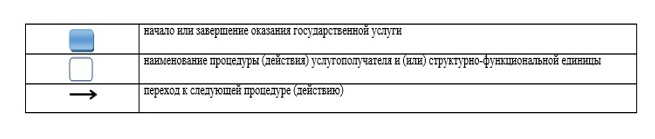 начало или завершение оказания государственной услуги
наименование процедуры (действия) услугополучателя и (или) структурно-функциональной единицы
переход к следующей процедуре (действию)